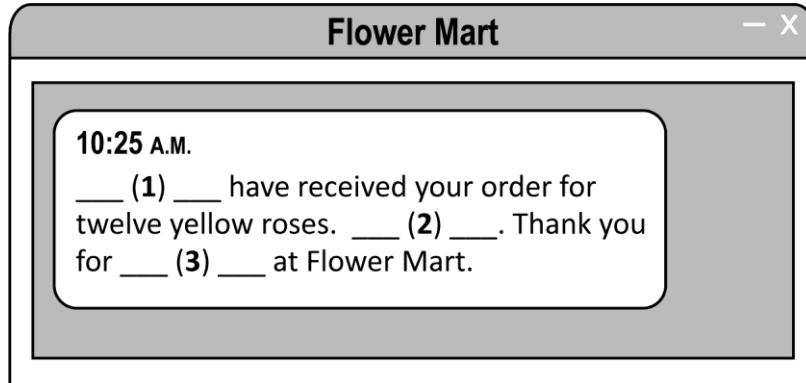 Flower Mart
– X
10:25 A.M.
___ (1) ___ have received your order for
twelve yellow roses. ___ (2) ___. Thank you
for ___ (3) ___ at Flower Mart.